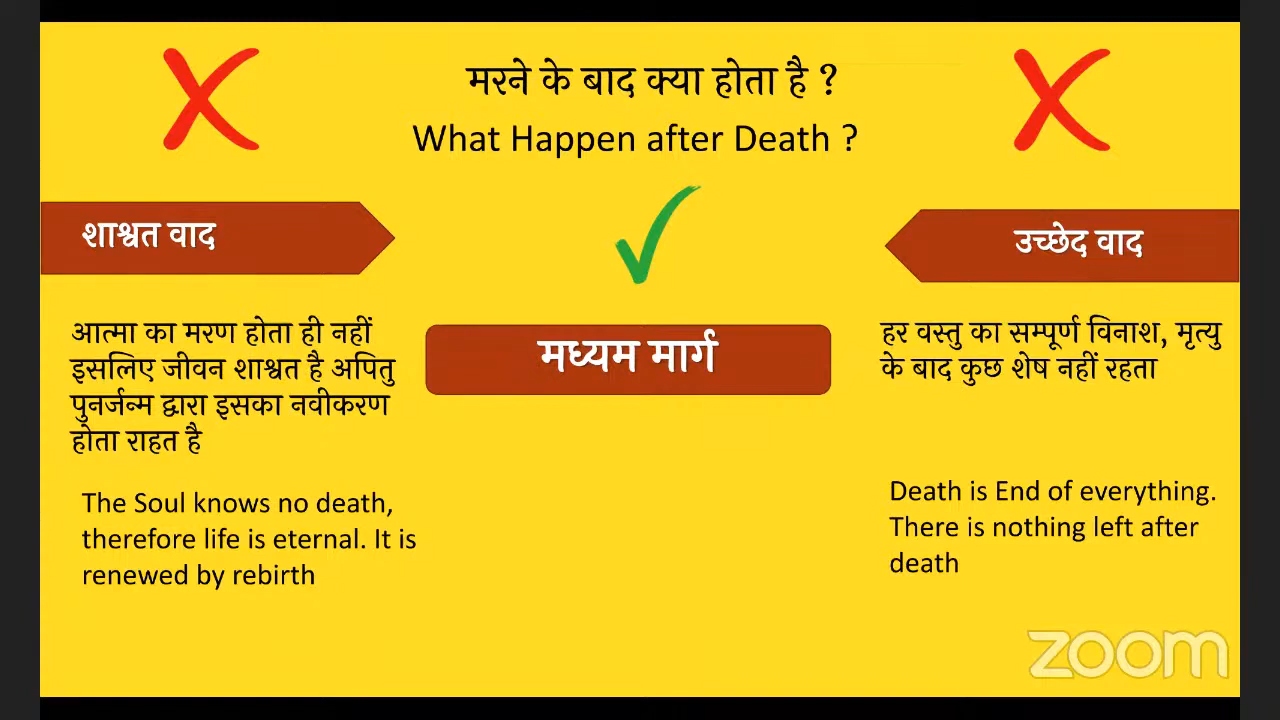 मरने के बाद क्या होता है ?
What Happen after Death ?
शाश्वत वाद
उच्छेद वाद
मध्यम मार्ग
आत्मा का मरण होता ही नहीं
इसलिए जीवन शाश्वत है अपितु
पुनर्जन्म द्वारा इसका नवीकरण
होता राहत है
The Soul knows no death,
therefore life is eternal. It is
renewed by rebirth
हर वस्तु का सम्पूर्ण विनाश, मृत्यु
के बाद कुछ शेष नहीं रहता
Death is End of everything.
There is nothing left after
death
zoom